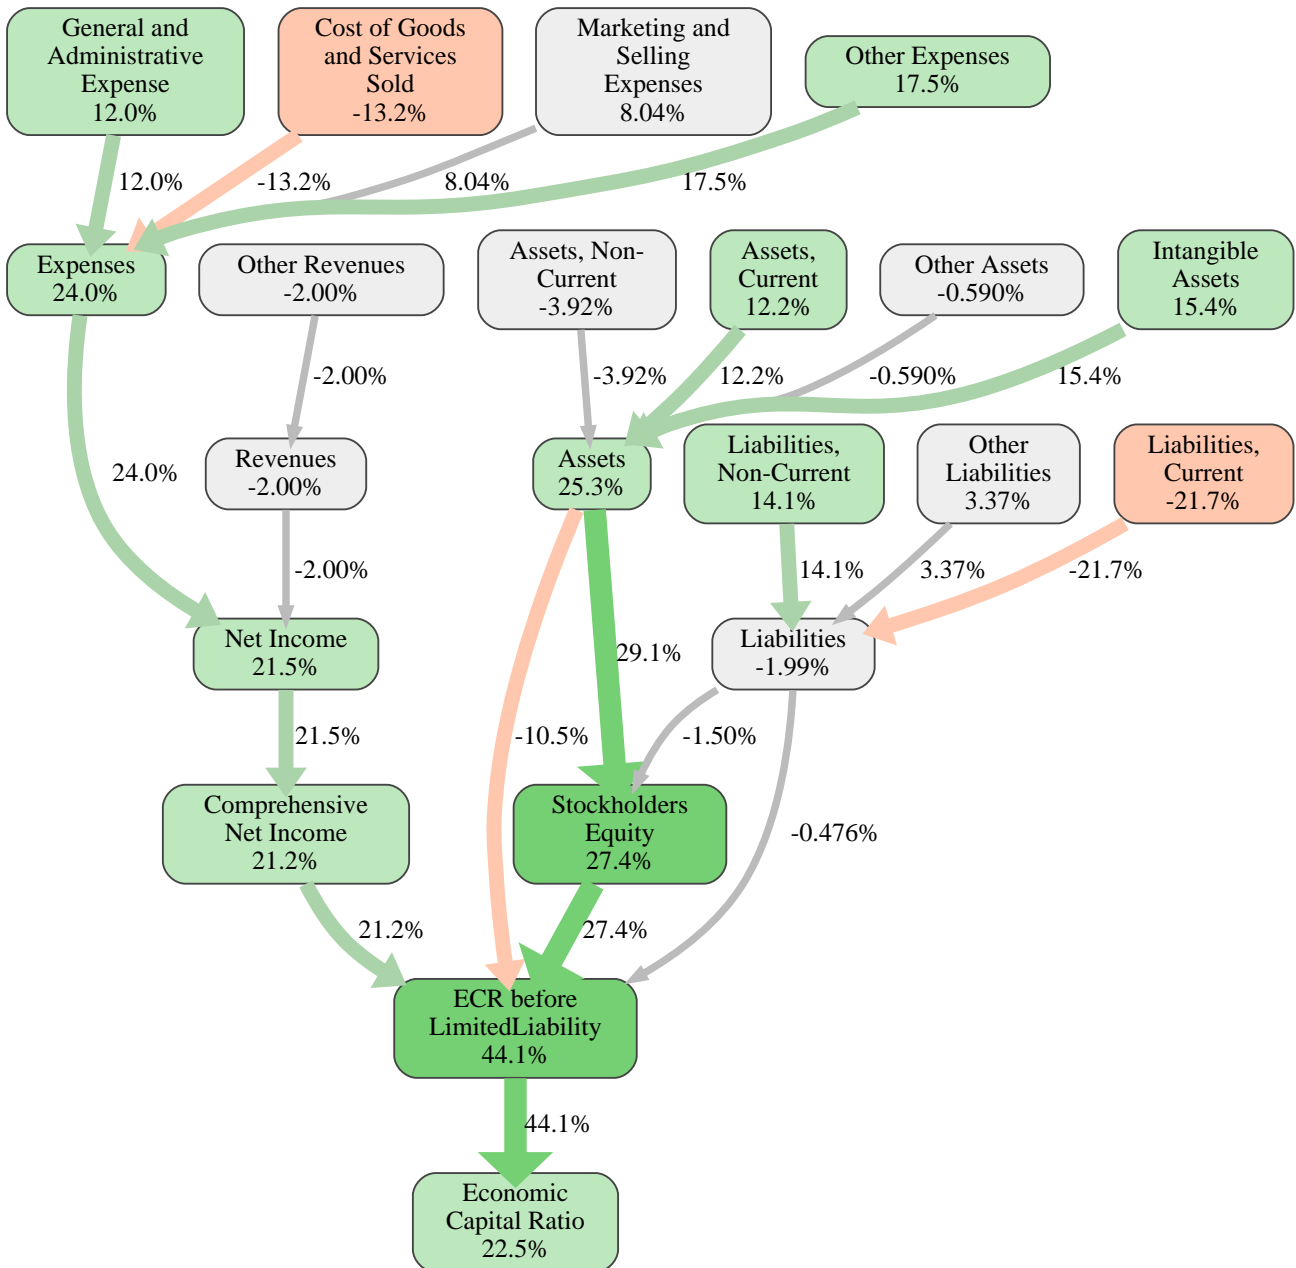 General and
Administrative
Expense
12.0%
Cost of Goods
and Services
Sold
-13.2%
Marketing and
Selling
Expenses
8.04%
Other Expenses
17.5%
12.0%
-13.2%
8.04%
17.5%
Expenses
24.0%
Other Revenues
-2.00%
Assets, Non-
Current
-3.92%
Assets,
Current
12.2%
Other Assets
-0.590%
Intangible
Assets
15.4%
-2.00%
-3.92%
12.2%
-0.590%
15.4%
24.0%
Revenues
-2.00%
Assets
25.3%
Liabilities,
Non-Current
14.1%
Other
Liabilities
3.37%
Liabilities,
Current
-21.7%
-2.00%
14.1%
3.37%
-21.7%
Net Income
21.5%
29.1%
Liabilities
-1.99%
21.5%
-10.5%
-1.50%
Comprehensive
Net Income
21.2%
Stockholders
Equity
27.4%
-0.476%
21.2%
27.4%
ECR before
LimitedLiability
44.1%
44.1%
Economic
Capital Ratio
22.5%